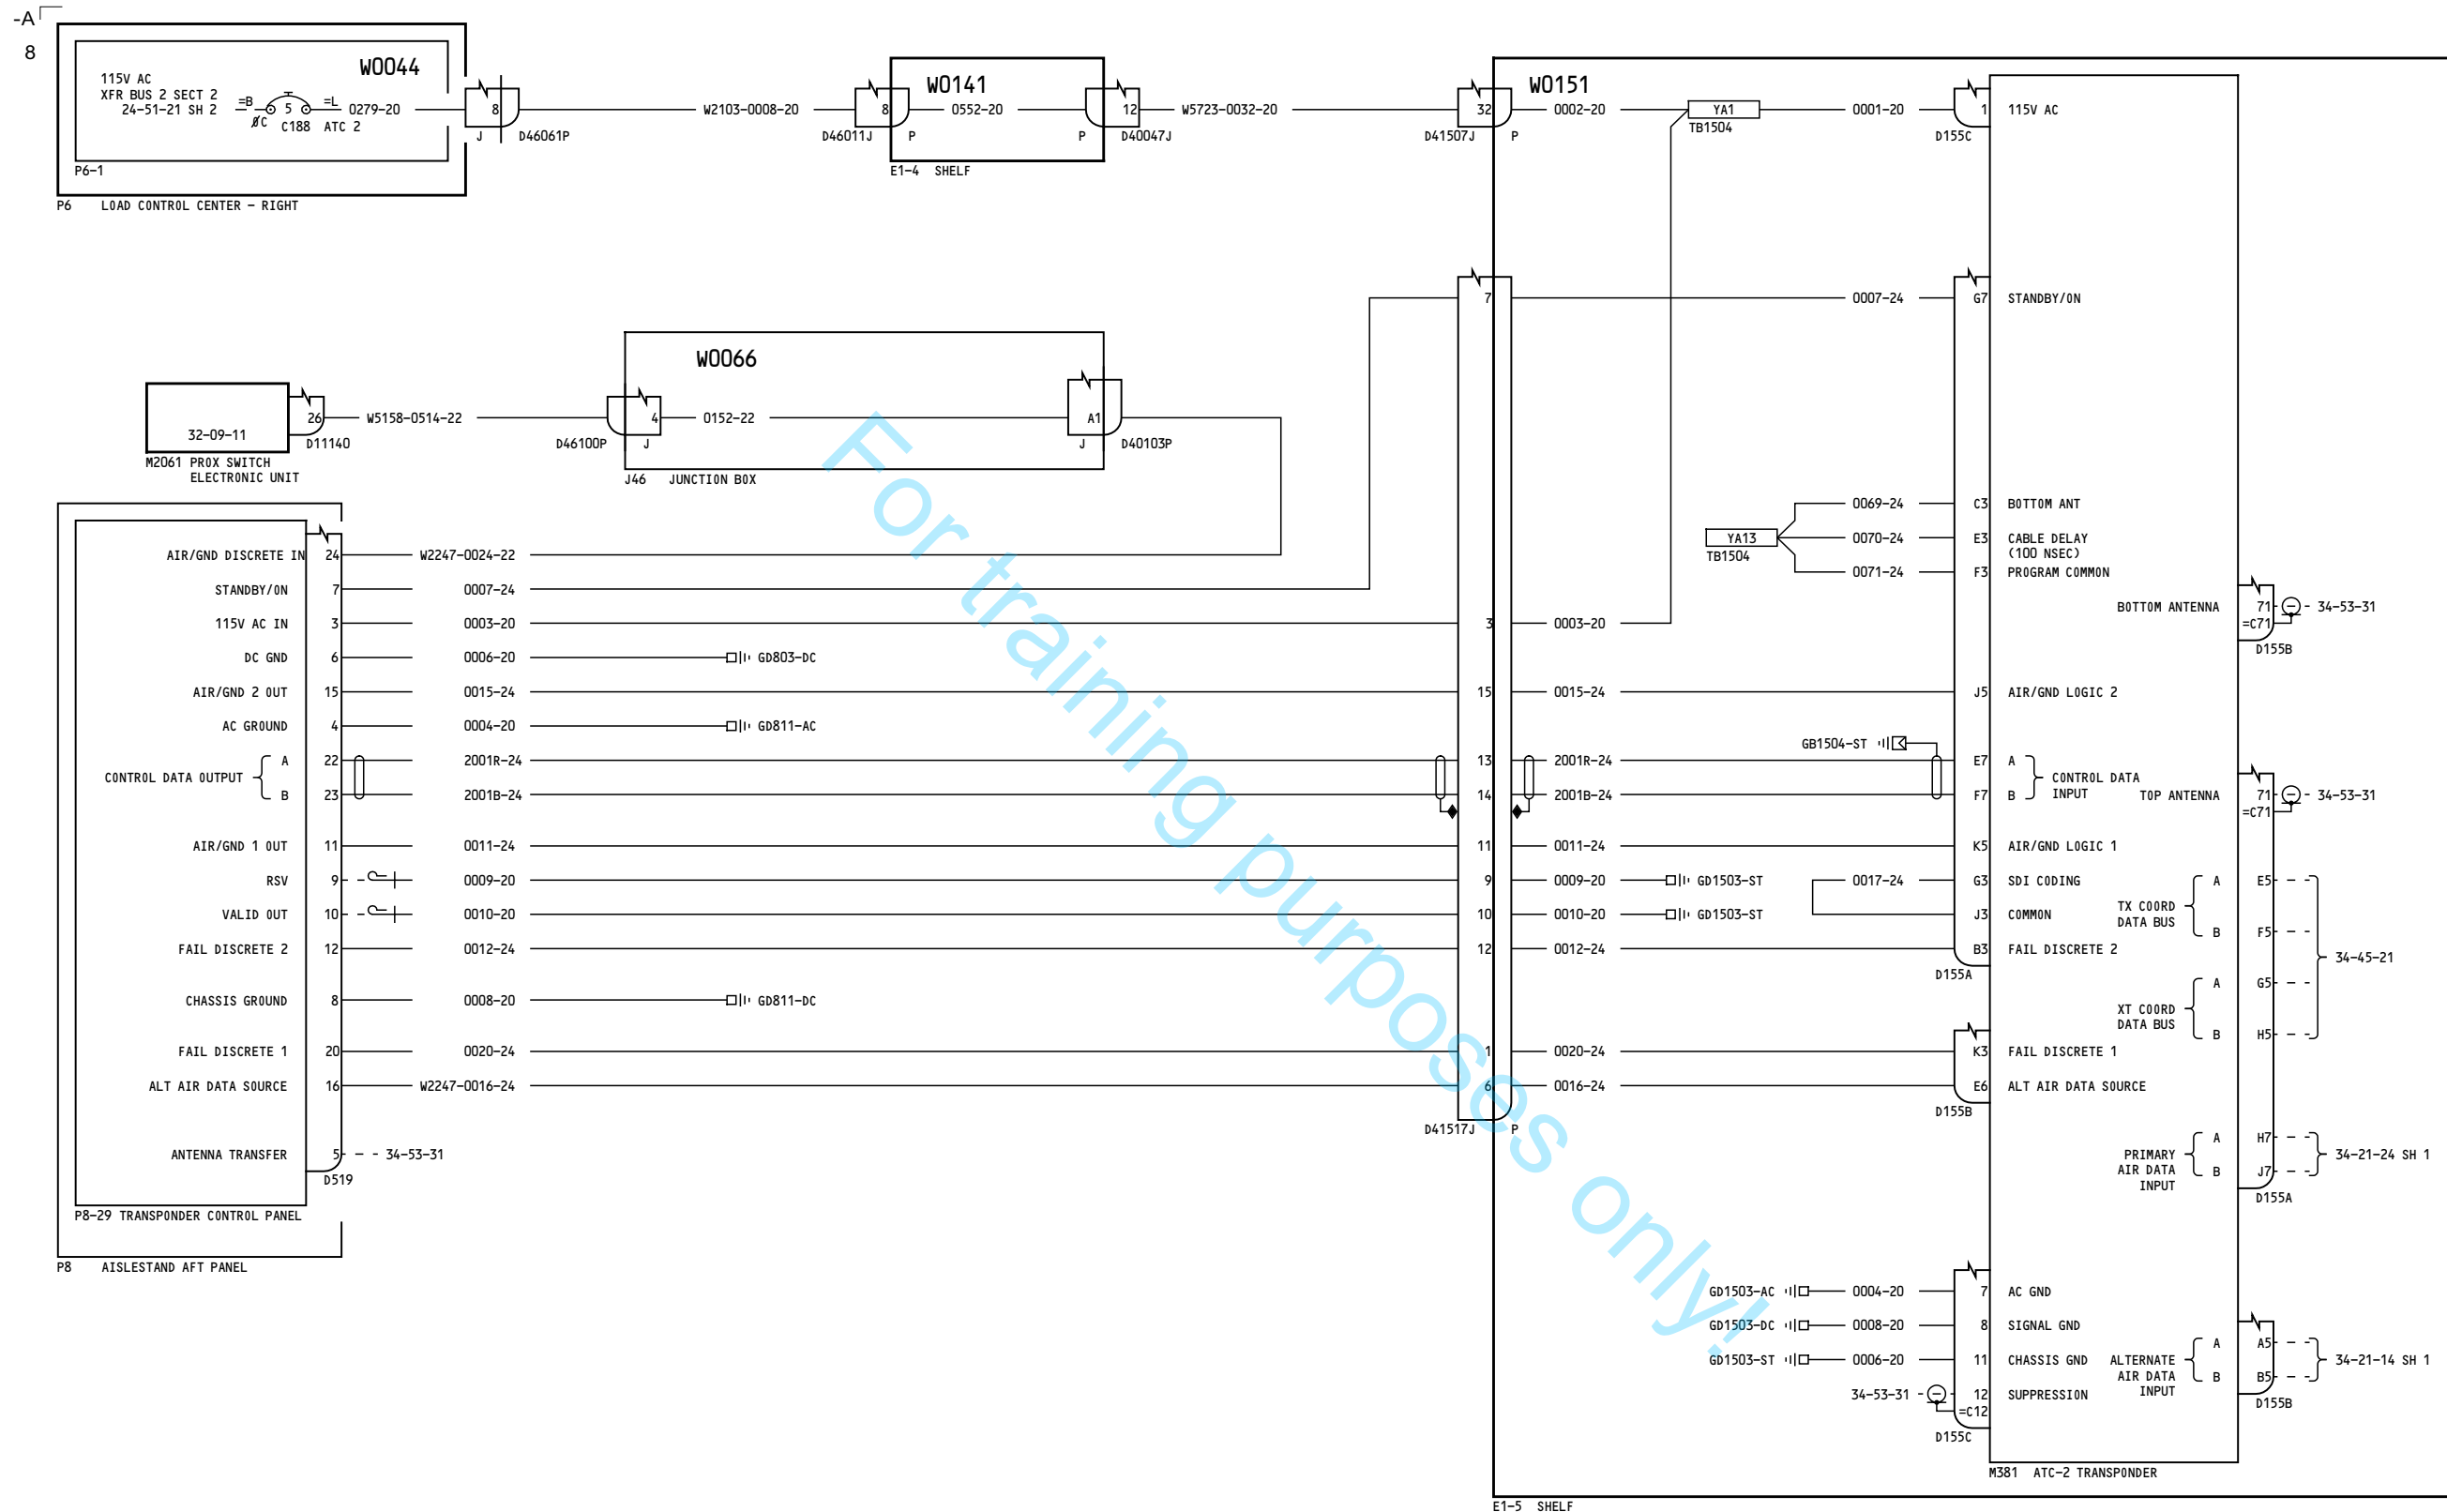 -A
8
115V AC
XFR BUS 2 SECT 2
24-51-21 SH 2
=B
5
=L
0279-20
ØC
C188 ATC 2
W0044
P6-1
P6 LOAD CONTROL CENTER - RIGHT
8
J
D46061P
W2103-0008-20
8
D46011J
P
W0141
0552-20
12
P
D40047J
E1-4 SHELF
W5723-0032-20
32
D41507J
P
W0151
0002-20
YA1
TB1504
0001-20
1
D155C
115V AC
7
0007-24
G7 STANDBY/ON
W0066
32-09-11
M2061 PROX SWITCH
ELECTRONIC UNIT
26
D11140
W5158-0514-22
D46100P
4
J
0152-22
A1
J
D40103P
J46 JUNCTION BOX
0069-24
C3 BOTTOM ANT
YA13
TB1504
0070-24
E3 CABLE DELAY
(100 NSEC)
0071-24
F3 PROGRAM COMMON
AIR/GND DISCRETE IN 24 W2247-0024-22
STANDBY/ON 7 0007-24
BOTTOM ANTENNA 71 34-53-31
=C71
D155B
115V AC IN 3 0003-20 3 0003-20
DC GND 6 0006-20 GD803-DC
AIR/GND 2 OUT 15 0015-24 15 0015-24 J5 AIR/GND LOGIC 2
AC GROUND 4 0004-20 GD811-AC
GB1504-ST
CONTROL DATA OUTPUT
A 22 2001R-24 13 2001R-24 E7 A
B 23 2001B-24 14 2001B-24 F7 B
CONTROL DATA
INPUT
TOP ANTENNA 71 34-53-31
=C71
AIR/GND 1 OUT 11 0011-24 11 0011-24 K5 AIR/GND LOGIC 1
RSV 9 0009-20 9 0009-20 GD1503-ST 0017-24 G3 SDI CODING
VALID OUT 10 0010-20 10 0010-20 GD1503-ST J3 COMMON
FAIL DISCRETE 2 12 0012-24 12 0012-24 B3 FAIL DISCRETE 2
D155A
TX COORD
DATA BUS
A E5
B F5
34-45-21
XT COORD
DATA BUS
A G5
B H5
CHASSIS GROUND 8 0008-20 GD811-DC
FAIL DISCRETE 1 20 0020-24 1 0020-24 K3 FAIL DISCRETE 1
ALT AIR DATA SOURCE 16 W2247-0016-24 6 0016-24 E6 ALT AIR DATA SOURCE
D155B
D41517J
P
ANTENNA TRANSFER 5 34-53-31
D519
P8-29 TRANSPONDER CONTROL PANEL
P8 AISLESTAND AFT PANEL
PRIMARY
AIR DATA
INPUT
A H7
B J7
34-21-24 SH 1
D155A
GD1503-AC 0004-20 7 AC GND
GD1503-DC 0008-20 8 SIGNAL GND
GD1503-ST 0006-20 11 CHASSIS GND
34-53-31 12 SUPPRESSION
=C12
D155C
ALTERNATE
AIR DATA
INPUT
A A5
B B5
34-21-14 SH 1
D155B
M381 ATC-2 TRANSPONDER
E1-5 SHELF
For training purposes only!